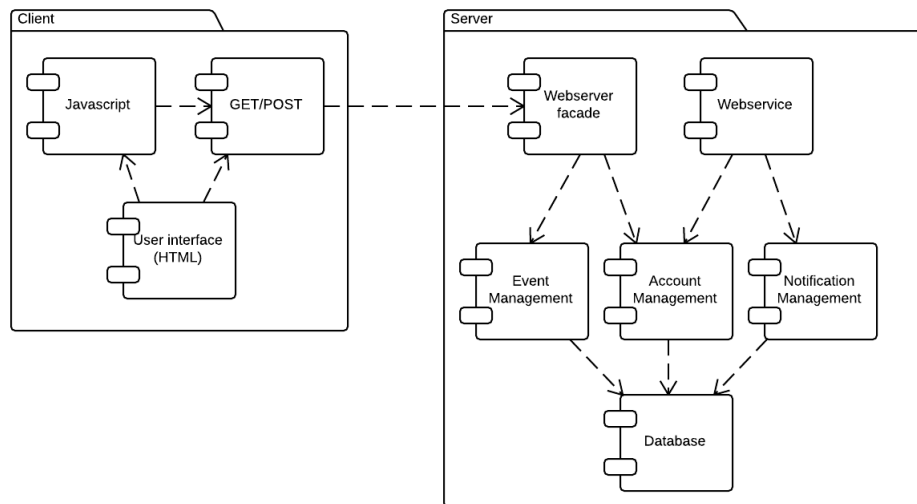 Client
Server
Javascript
GET/POST
Webserver
facade
Webservice
User interface
(HTML)
Event
Management
Account
Management
Notification
Management
Database